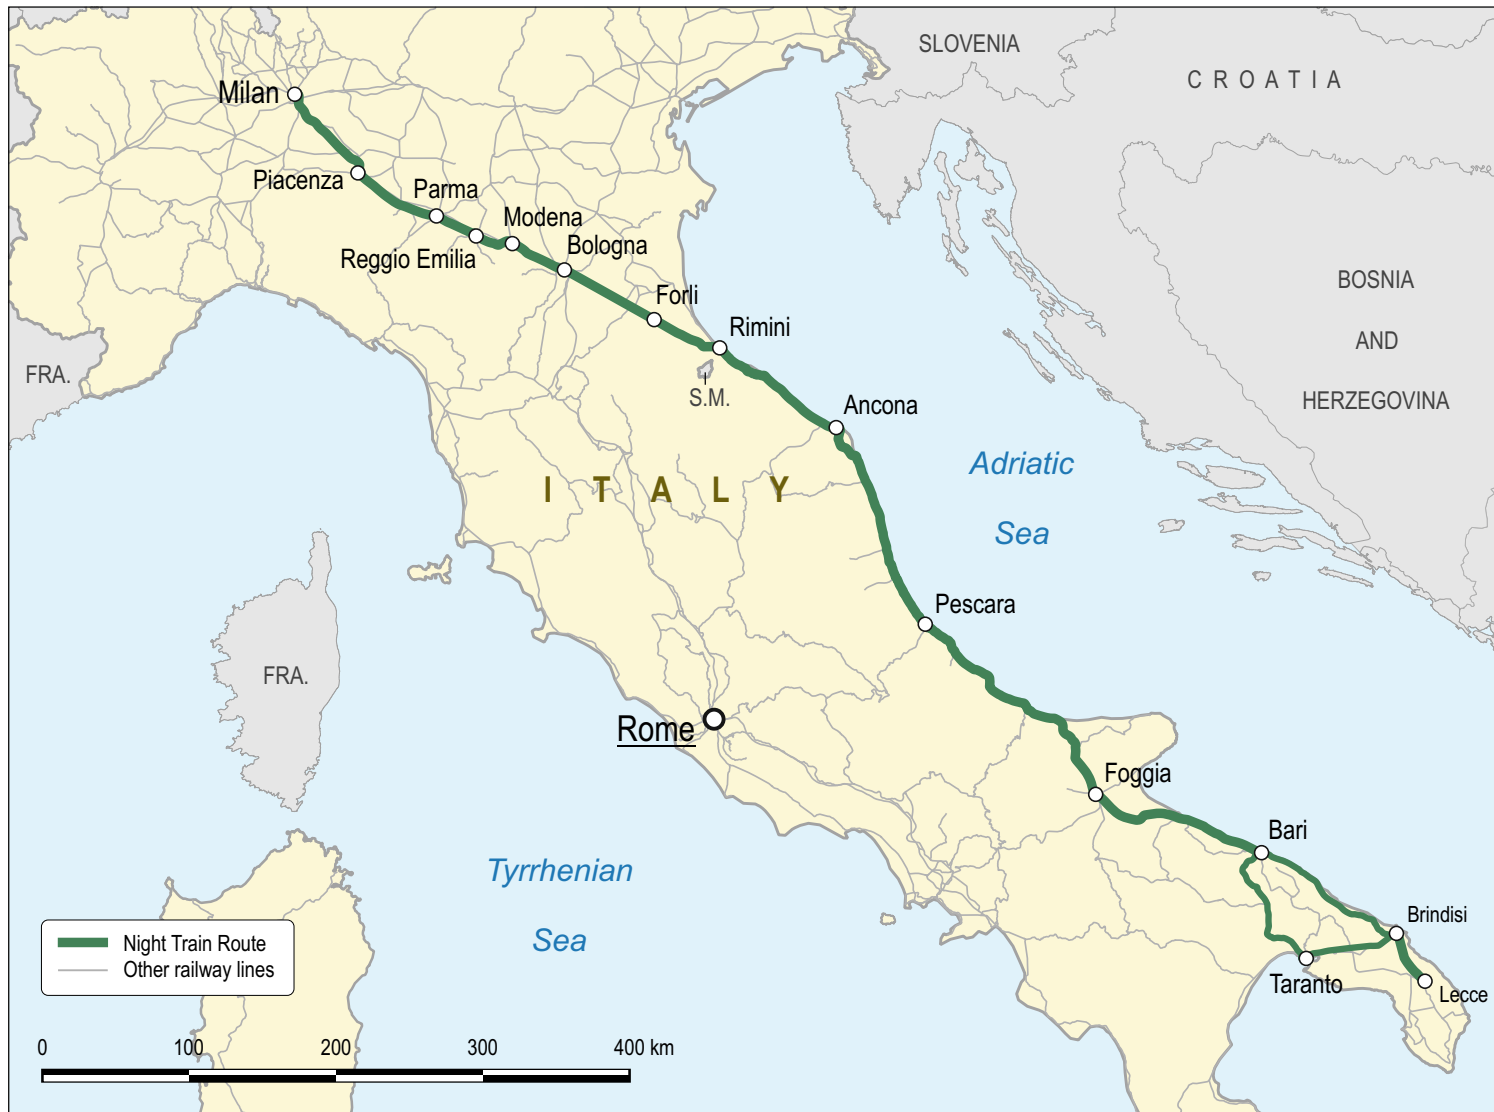 SLOVENIA
CROATIA
Milan
Piacenza
Parma
Modena
Reggio Emilia
Bologna
Forli
Rimini
BOSNIA
AND
HERZEGOVINA
FRA.
S.M.
Ancona
Adriatic
Sea
ITALY
Pescara
FRA.
Rome
Foggia
Bari
Tyrrhenian
Sea
Brindisi
Taranto
Lecce
Night Train Route
Other railway lines
0 100 200 300 400 km